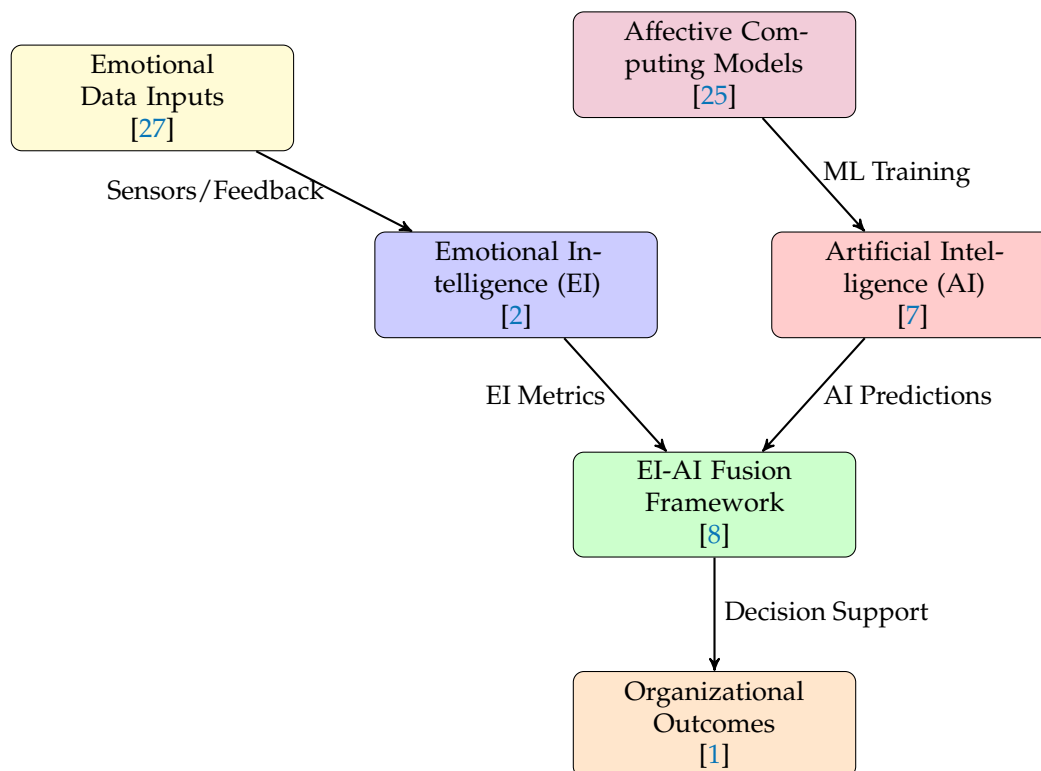 Affective Com-
puting Models
[25]
Emotional
Data Inputs
[27]
ML Training
Sensors/Feedback
Emotional In-
telligence (EI)
[2]
Artificial Intel-
ligence (AI)
[7]
EI Metrics
AI Predictions
EI-AI Fusion
Framework
[8]
Decision Support
Organizational
Outcomes
[1]